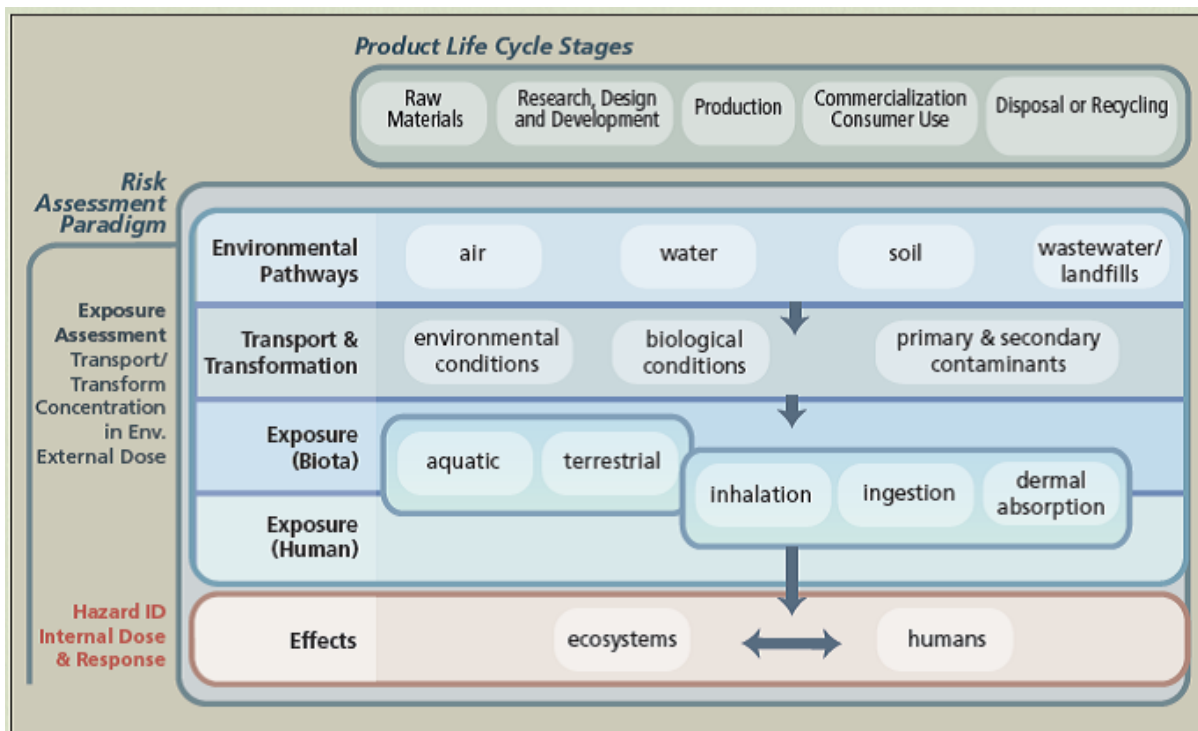 Product Life Cycle Stages
Raw
Materials
Research, Design
and Development
Production
Commercialization
Consumer Use
Disposal or Recycling
Risk
Assessment
Paradigm
Exposure
Assessment
Transport/
Transform
Concentration
in Env.
External Dose
Hazard ID
Internal Dose
& Response
Environmental
Pathways
air
water
soil
wastewater/
landfills
Transport &
Transformation
environmental
conditions
biological
conditions
primary & secondary
contaminants
Exposure
(Biota)
aquatic
terrestrial
inhalation
ingestion
dermal
absorption
Exposure
(Human)
Effects
ecosystems
humans